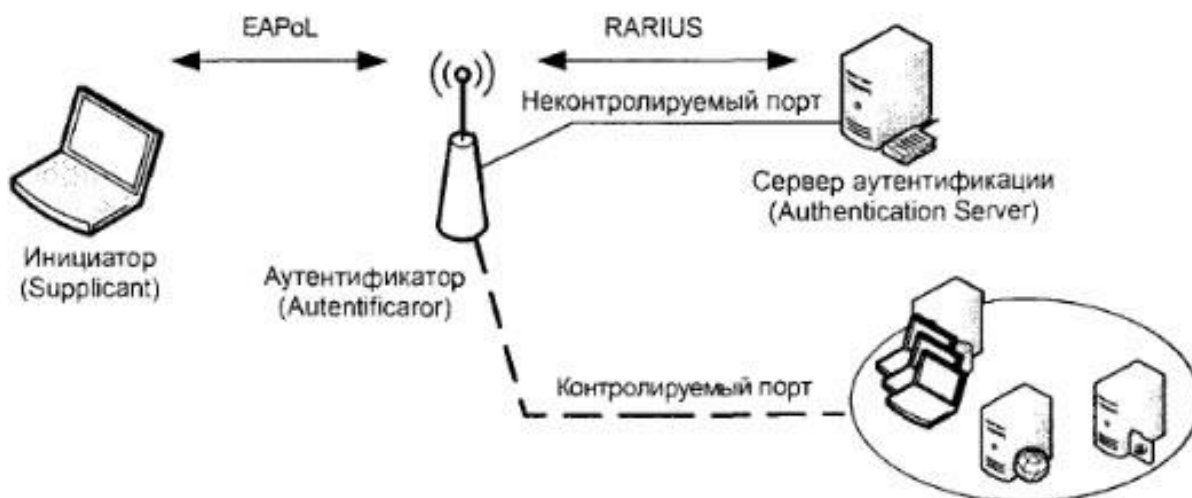 EAPoL
RARIUS
Неконтролируемый порт
Сервер аутентификации
(Authentication Server)
Инициатор
(Supplicant)
Аутентификатор
(Autentificaror)
Контролируемый порт